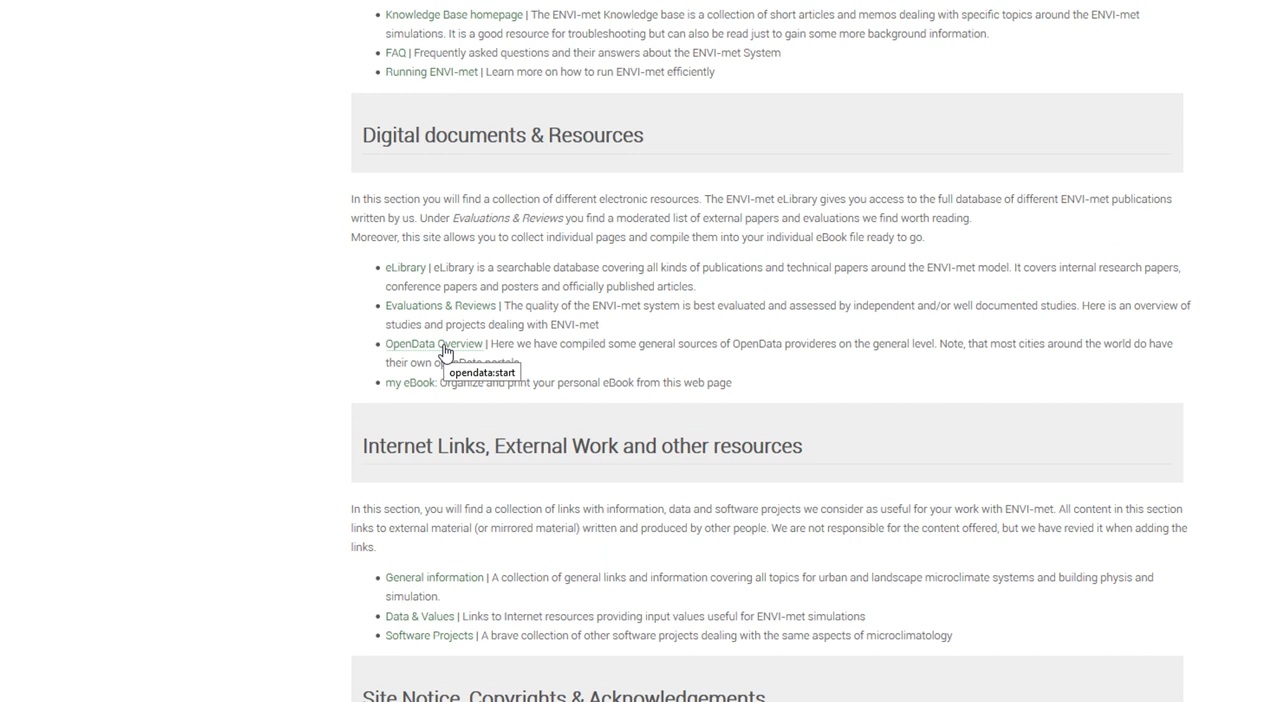 Knowledge Base homepage | The ENVI-met Knowledge base is a collection of short articles and memos dealing with specific topics around the ENVI-met
simulations. It is a good resource for troubleshooting but can also be read just to gain some more background information.
FAQ | Frequently asked questions and their answers about the ENVI-met System
Running ENVI-met | Learn more on how to run ENVI-met efficiently
Digital documents & Resources
In this section you will find a collection of different electronic resources. The ENVI-met eLibrary gives you access to the full database of different ENVI-met publications
written by us. Under Evaluations & Reviews you find a moderated list of external papers and evaluations we find worth reading.
Moreover, this site allows you to collect individual pages and compile them into your individual eBook file ready to go.
eLibrary | eLibrary is a searchable database covering all kinds of publications and technical papers around the ENVI-met model. It covers internal research papers,
conference papers and posters and officially published articles.
Evaluations & Reviews | The quality of the ENVI-met system is best evaluated and assessed by independent and/or well documented studies. Here is an overview of
studies and projects dealing with ENVI-met
OpenData Overview | Here we have compiled some general sources of OpenData provideres on the general level. Note, that most cities around the world do have
their own openData portals
opendata:start
my eBook: Organize and print your personal eBook from this web page
Internet Links, External Work and other resources
In this section, you will find a collection of links with information, data and software projects we consider as useful for your work with ENVI-met. All content in this section
links to external material (or mirrored material) written and produced by other people. We are not responsible for the content offered, but we have revied it when adding the
links.
General information | A collection of general links and information covering all topics for urban and landscape microclimate systems and building physis and
simulation.
Data & Values | Links to Internet resources providing input values useful for ENVI-met simulations
Software Projects | A brave collection of other software projects dealing with the same aspects of microclimatology
Site Notice, Copyrights & Acknowledgements